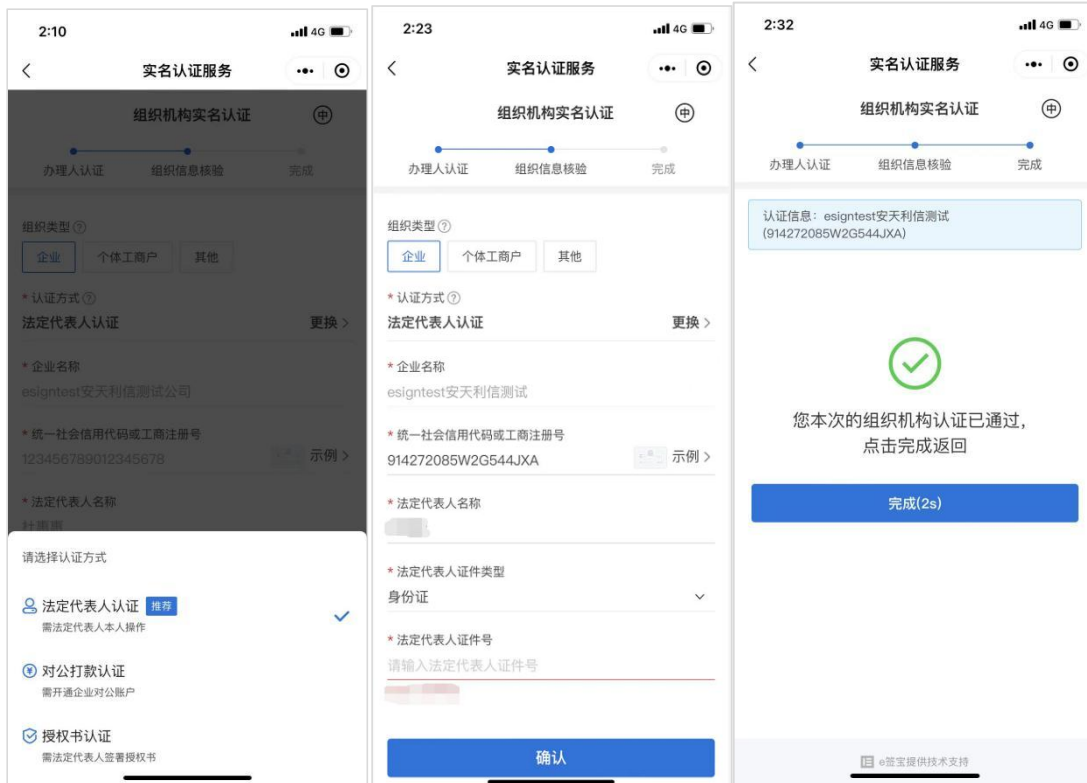 2:10
4G
实名认证服务
组织机构实名认证
中
办理人认证
组织信息核验
完成
组织类型?
企业
个体工商户
其他
* 认证方式?
法定代表人认证
更换 >
* 企业名称
esigntest安天利信测试公司
* 统一社会信用代码或工商注册号
123456789012345678
示例 >
* 法定代表人名称
请选择认证方式
法定代表人认证 推荐
需法定代表人本人操作
对公打款认证
需开通企业对公账户
授权书认证
需法定代表人签署授权书
2:23
4G
实名认证服务
组织机构实名认证
中
办理人认证
组织信息核验
完成
组织类型?
企业
个体工商户
其他
* 认证方式?
法定代表人认证
更换 >
* 企业名称
esigntest安天利信测试
* 统一社会信用代码或工商注册号
914272085W2G544JXA
示例 >
* 法定代表人名称
* 法定代表人证件类型
身份证
* 法定代表人证件号
请输入法定代表人证件号
确认
2:32
4G
实名认证服务
组织机构实名认证
中
办理人认证
组织信息核验
完成
认证信息：esigntest安天利信测试
(914272085W2G544JXA)
您本次的组织机构认证已通过，
点击完成返回
完成(2s)
e签宝提供技术支持